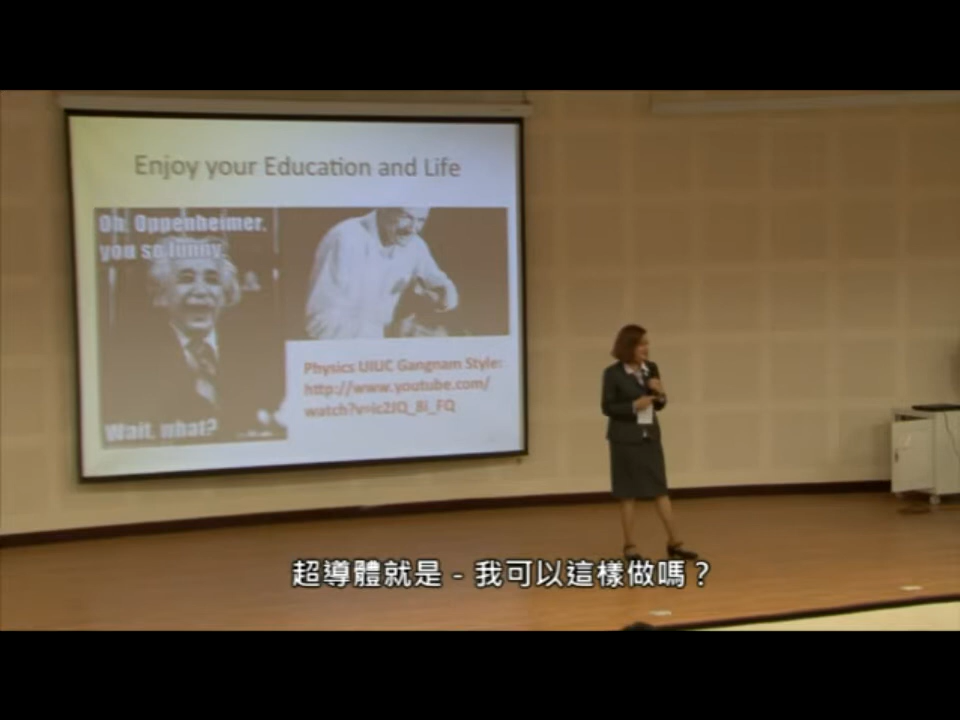 Enjoy your Education and Life
Oh, Oppenheimer,
you so funny
Wait, what?
Physics UIUC Gangnam Style:
http://www.youtube.com/
超導體就是 - 我可以這樣做嗎？